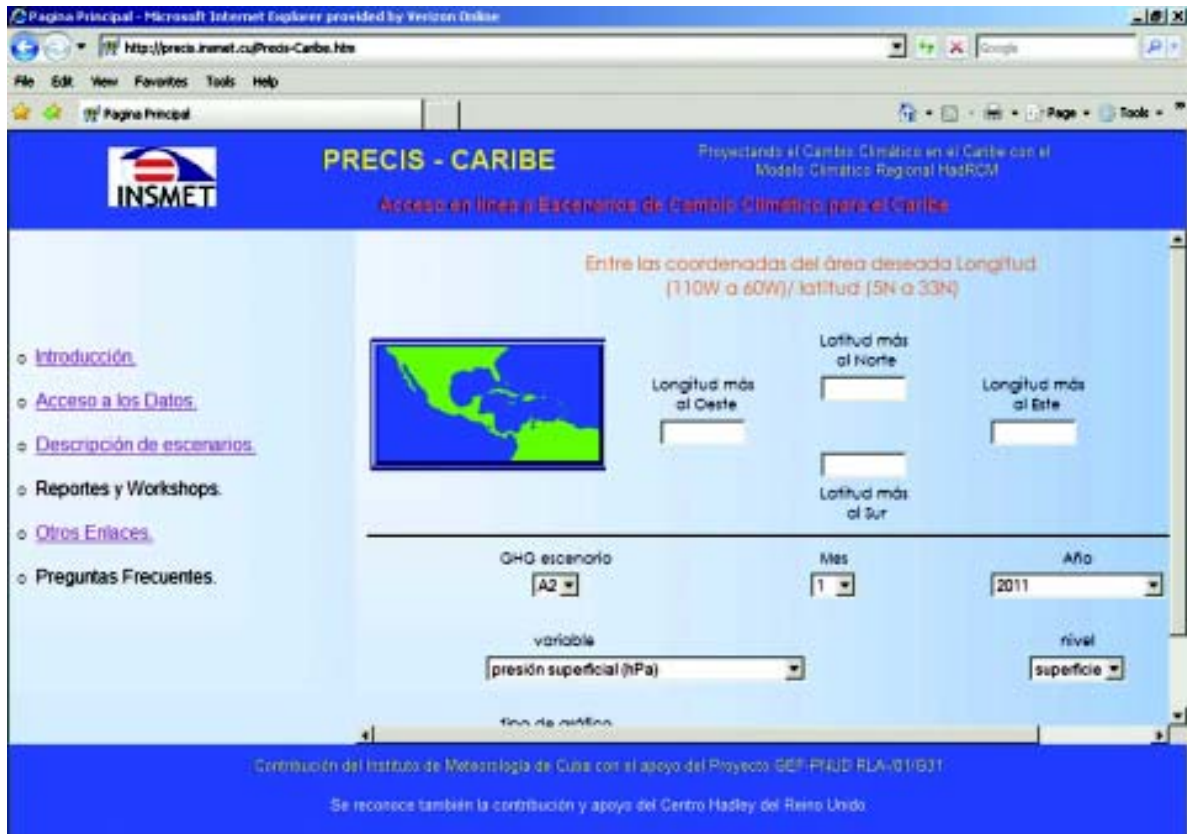 Pagina Principal - Microsoft Internet Explorer provided by Verizon Online
http://precis.insmet.cu/Precis-Caribe.htm
Google
File Edit View Favorites Tools Help
Pagina Principal
Page Tools
INSMET
PRECIS - CARIBE
Proyectando el Cambio Climático en el Caribe con el
Modelo Climático Regional HadRCM
Acceso en línea a Escenarios de Cambio Climático para el Caribe
Entre las coordenadas del área deseada Longitud
(110W a 60W)/ latitud (5N a 33N)
Introducción.
Acceso a los Datos.
Descripción de escenarios.
Reportes y Workshops.
Otros Enlaces.
Preguntas Frecuentes.
Latitud más
al Norte
Longitud más
al Oeste
Longitud más
al Este
Latitud más
al Sur
GHG escenario
Mes
Año
A2
1
2011
variable
nivel
presión superficial (hPa)
superficie
tipo de gráfico
Contribución del Instituto de Meteorología de Cuba con el apoyo del Proyecto GEF-PNUD
Se reconoce también la contribución y apoyo del Centro Hadley del Reino Unido